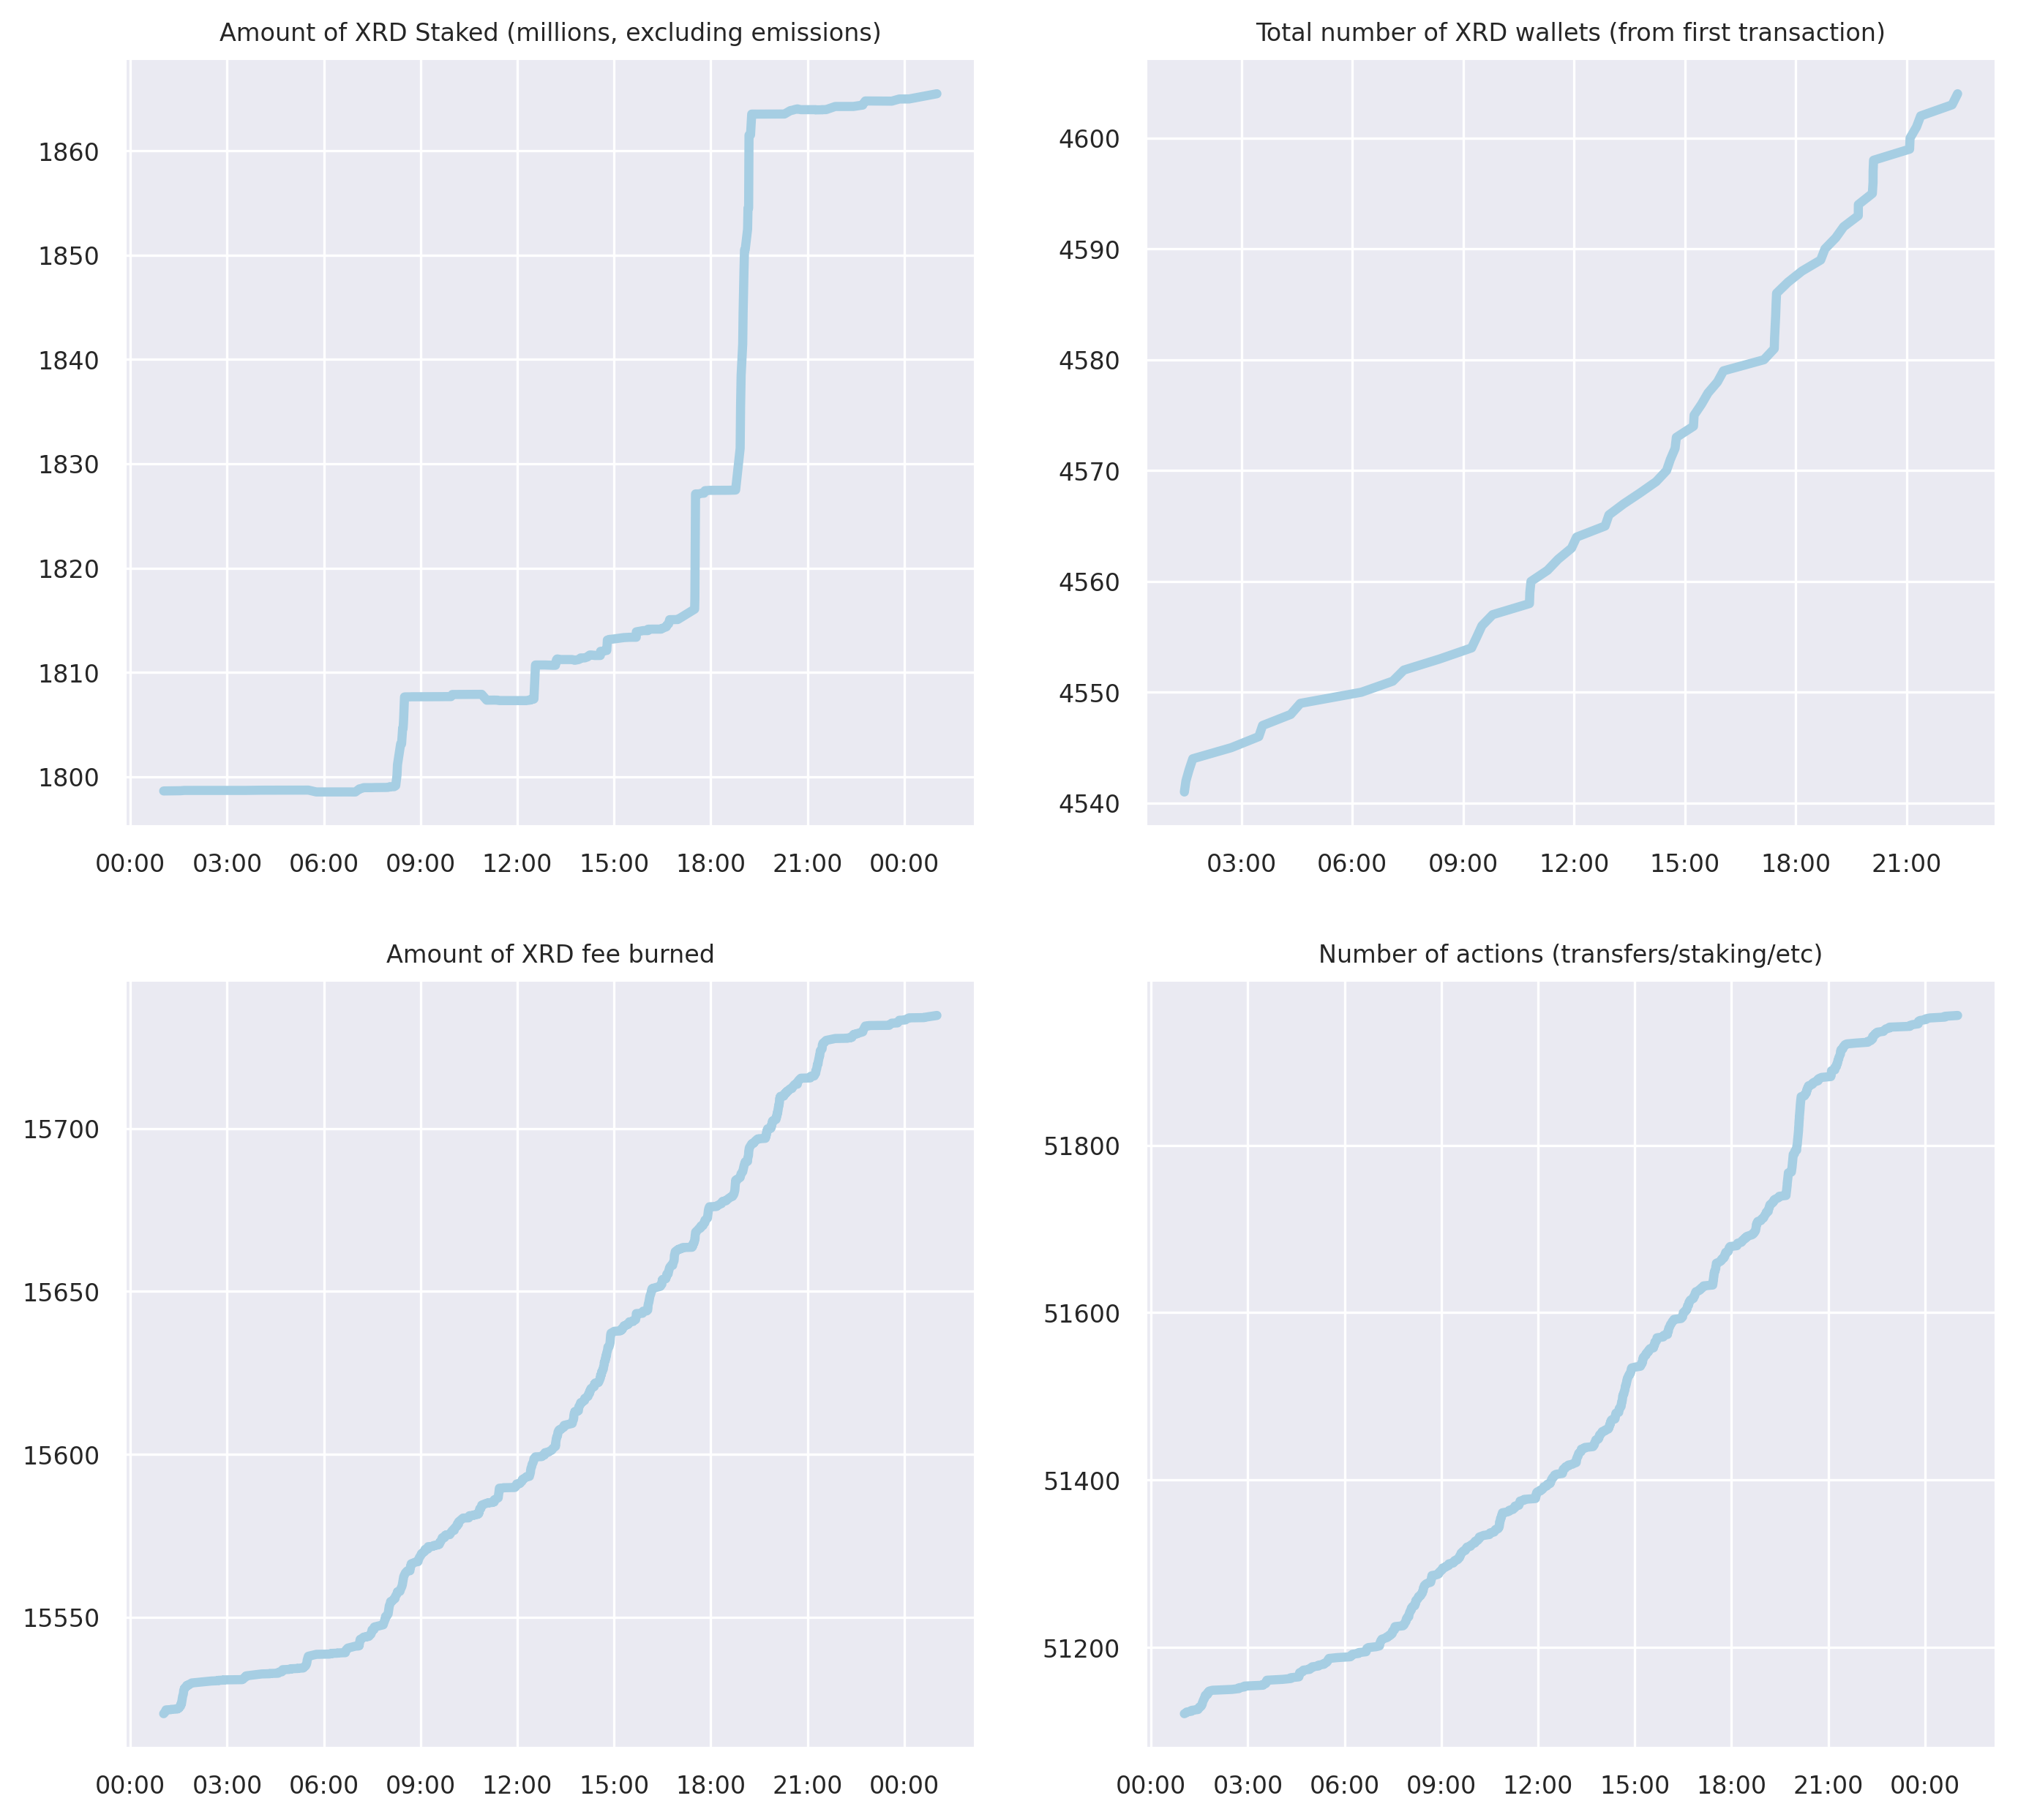 Amount of XRD Staked (millions, excluding emissions)
1860
1850
1840
1830
1820
1810
1800
00:00 03:00 06:00 09:00 12:00 15:00 18:00 21:00 00:00
Total number of XRD wallets (from first transaction)
4600
4590
4580
4570
4560
4550
4540
03:00 06:00 09:00 12:00 15:00 18:00 21:00
Amount of XRD fee burned
15700
15650
15600
15550
00:00 03:00 06:00 09:00 12:00 15:00 18:00 21:00 00:00
Number of actions (transfers/staking/etc)
51800
51600
51400
51200
00:00 03:00 06:00 09:00 12:00 15:00 18:00 21:00 00:00